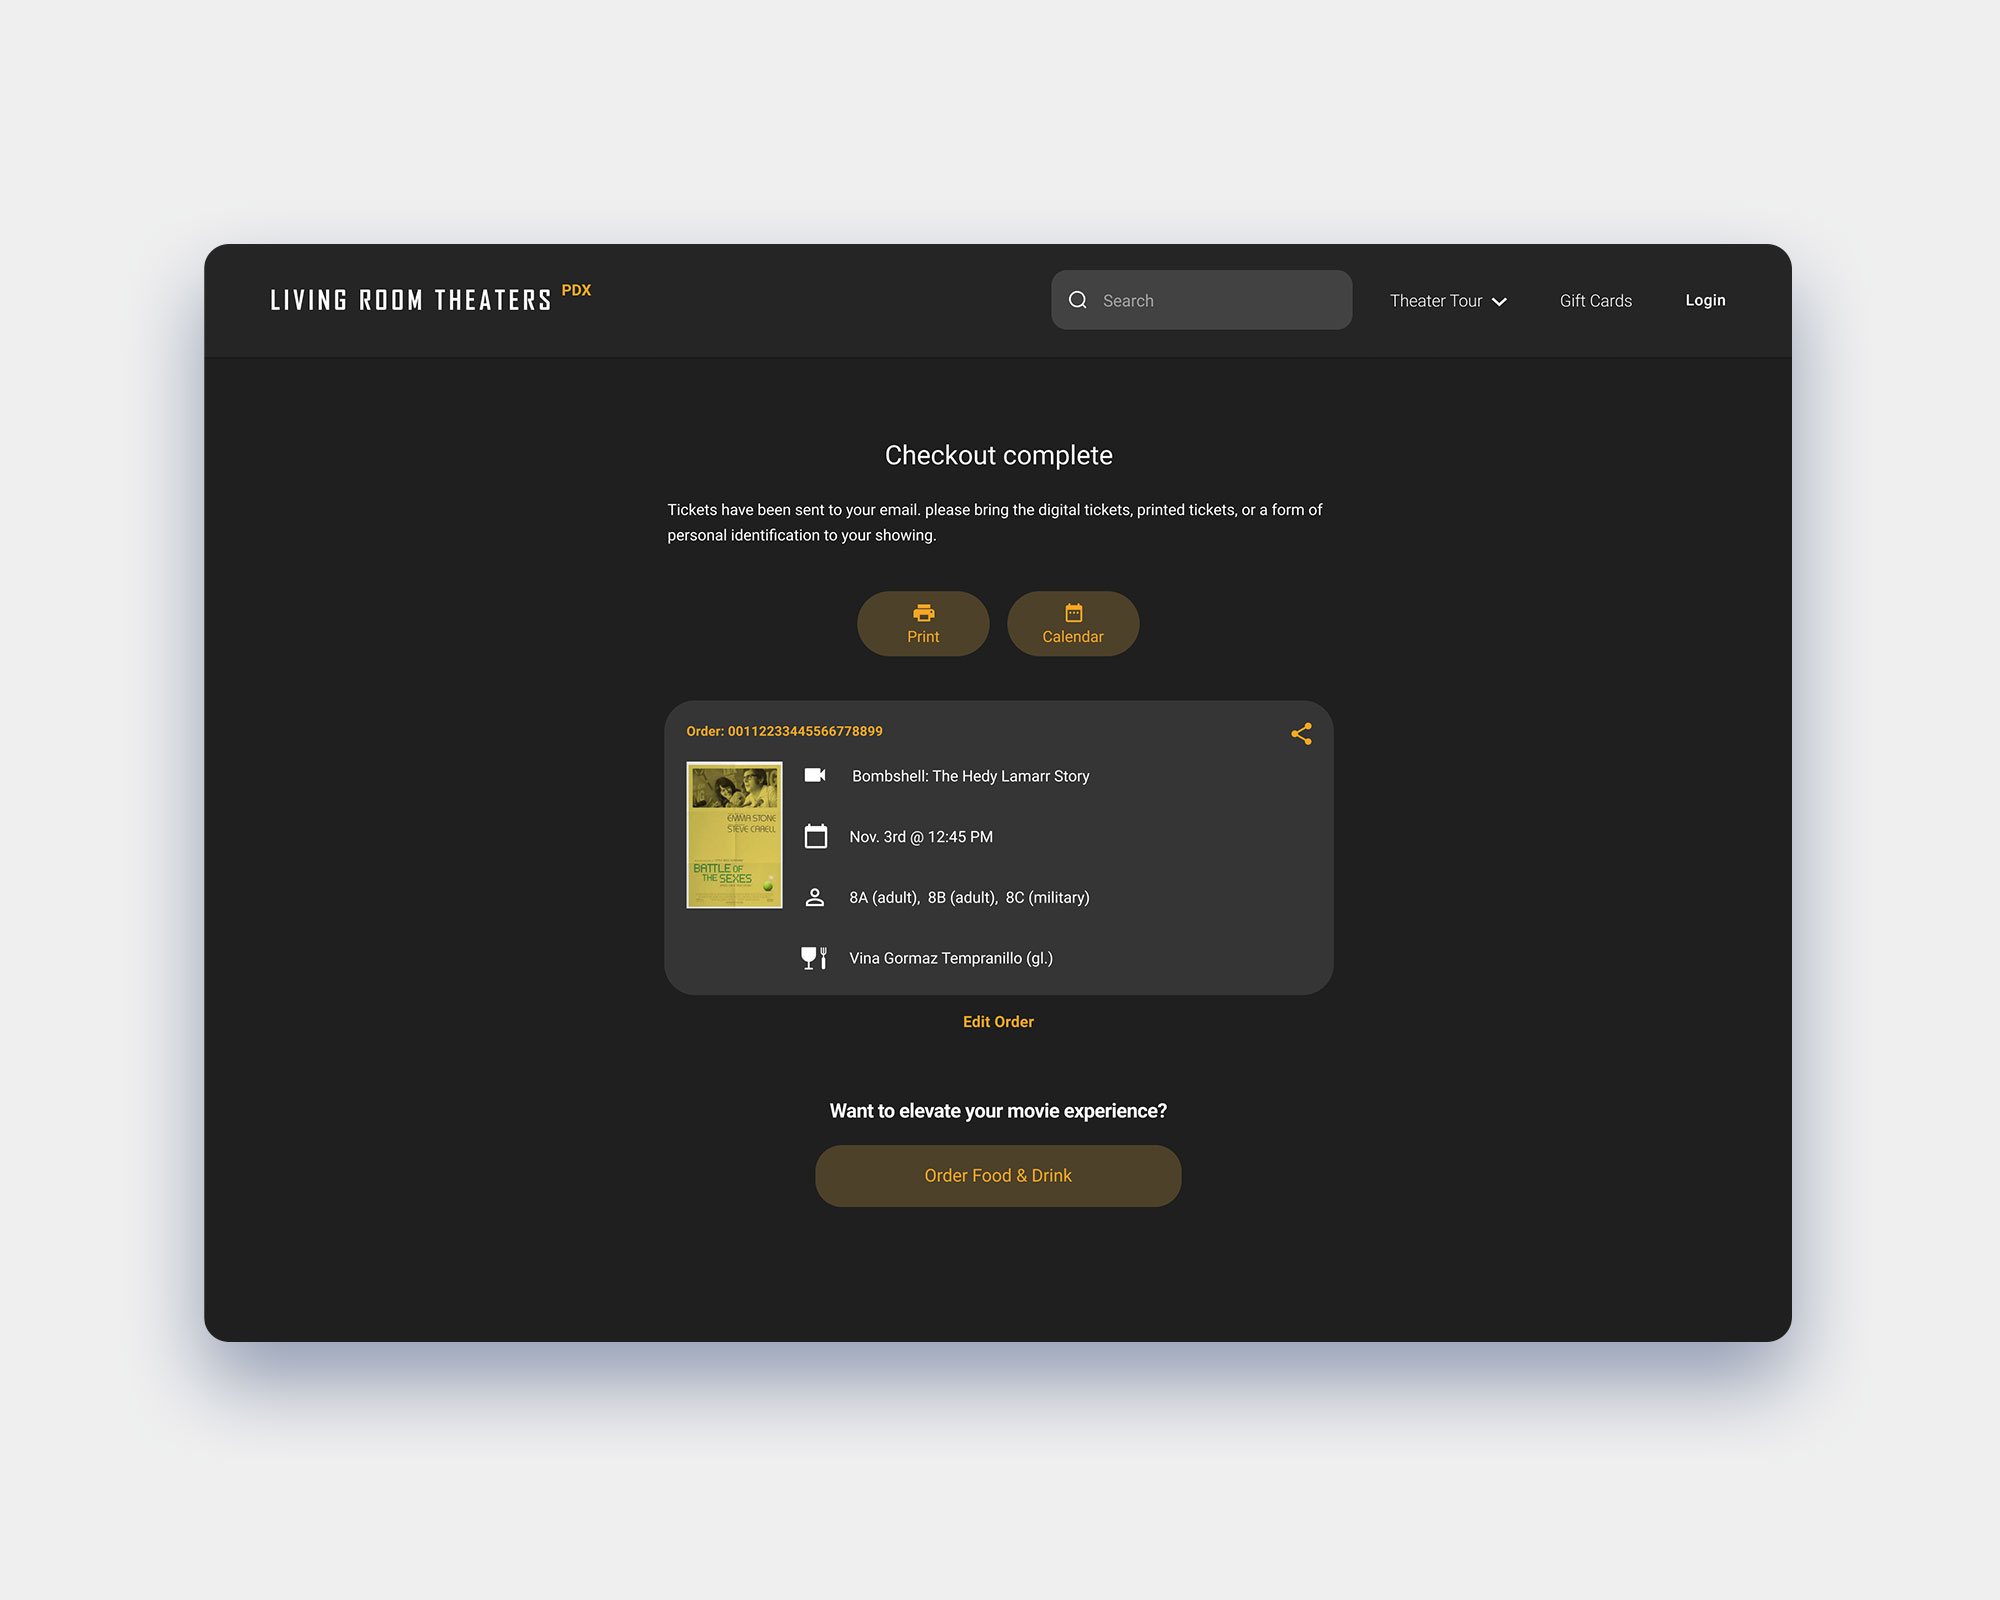 LIVING ROOM THEATERS PDX
Search
Theater Tour
Gift Cards
Login
Checkout complete
Tickets have been sent to your email. please bring the digital tickets, printed tickets, or a form of
personal identification to your showing.
Print
Calendar
Order: 00112233445566778899
Bombshell: The Hedy Lamarr Story
EMMA STONE
STEVE CARELL
BATTLE OF
THE SEXES
Nov. 3rd @ 12:45 PM
8A (adult),  8B (adult),  8C (military)
Vina Gormaz Tempranillo (gl.)
Edit Order
Want to elevate your movie experience?
Order Food & Drink